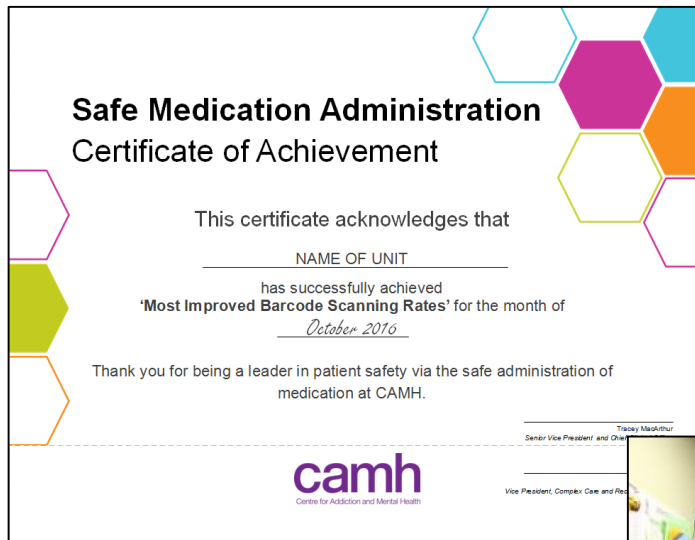 Safe Medication Administration
Certificate of Achievement
This certificate acknowledges that
NAME OF UNIT
has successfully achieved
‘Most Improved Barcode Scanning Rates’ for the month of
October 2016
Thank you for being a leader in patient safety via the safe administration of
medication at CAMH.
Tracey MacArthur
Senior Vice President and Chief
camh
Centre for Addiction and Mental Health
Vice President, Complex Care and